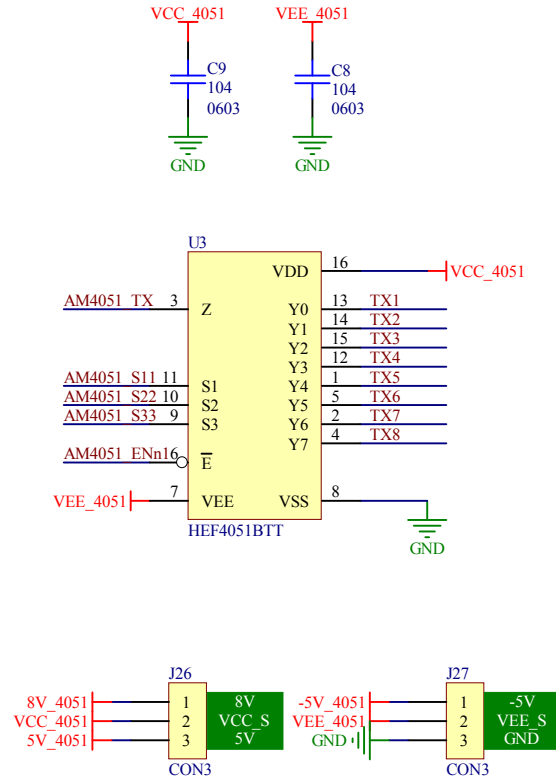 VCC_4051 VEE_4051
C9 C8
104 104
0603 0603
GND GND
U3
VDD 16 VCC_4051
AM4051_TX 3 Z Y0 13 TX1
Y1 14 TX2
Y2 15 TX3
Y3 12 TX4
AM4051_S11 11 S1 Y4 1 TX5
AM4051_S22 10 S2 Y5 5 TX6
AM4051_S33 9 S3 Y6 2 TX7
Y7 4 TX8
AM4051_ENn1 6 E
VEE_4051 7 VEE VSS 8
GND
HEF4051BTT
J26 J27
8V_4051 1 8V -5V_4051 1 -5V
VCC_4051 2 VCC_S VEE_4051 2 VEE_S
5V_4051 3 5V GND 3 GND
CON3 CON3